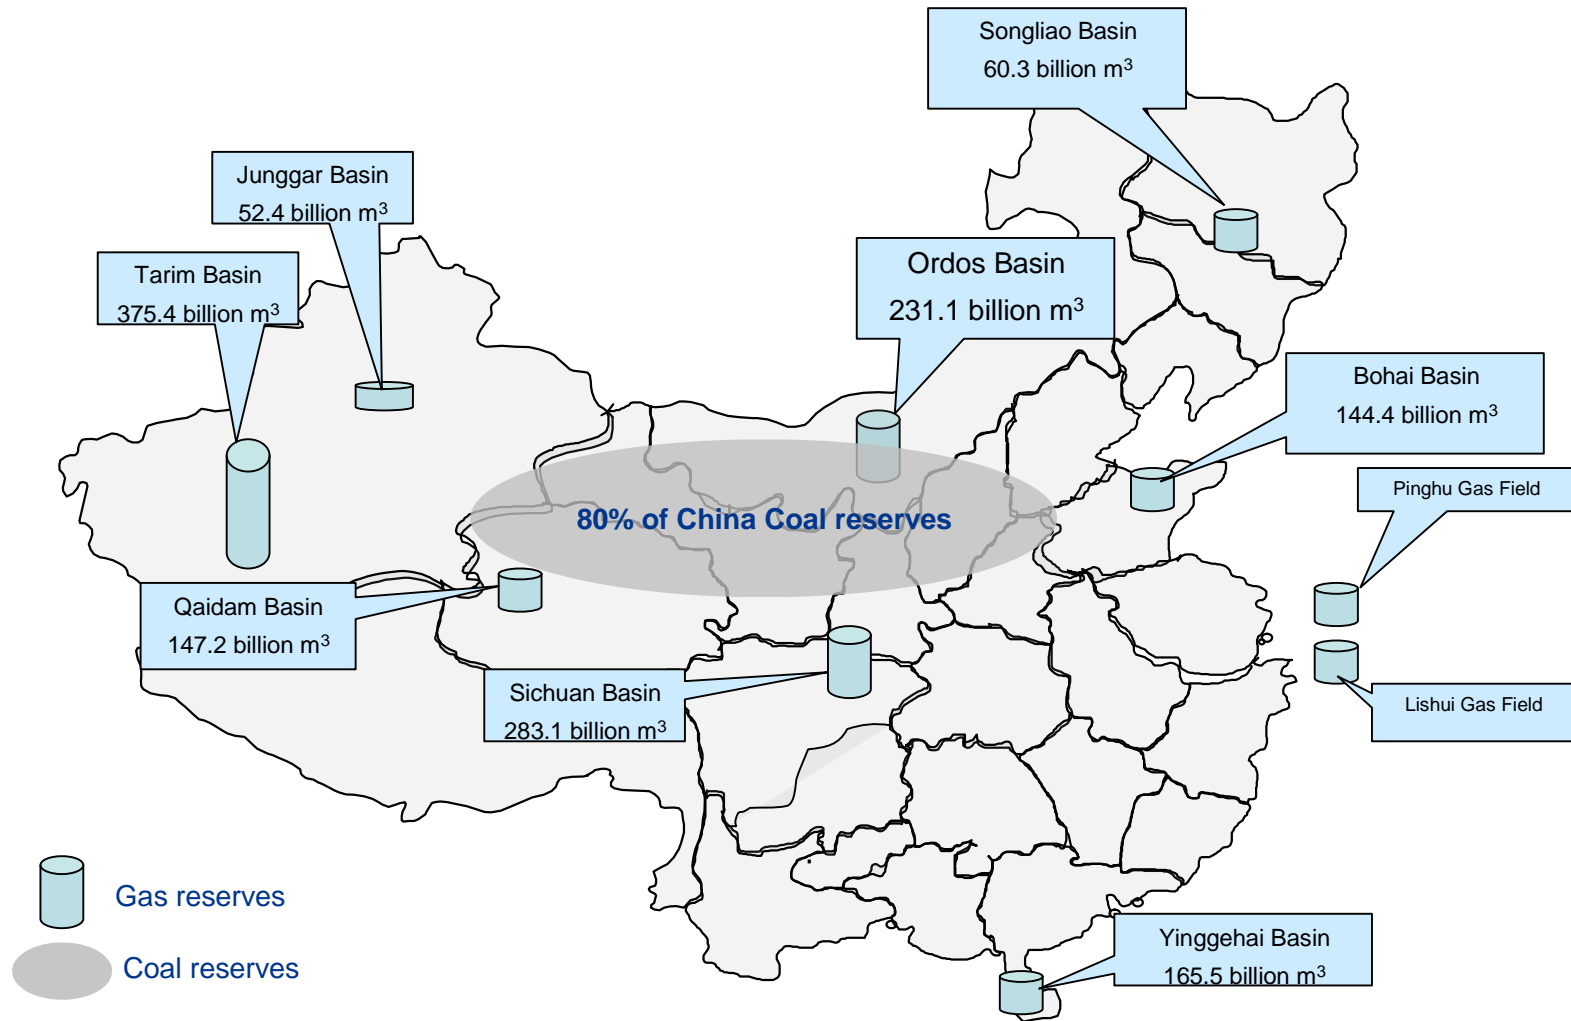 Songliao Basin
60.3 billion m³
Junggar Basin
52.4 billion m³
Tarim Basin
375.4 billion m³
Ordos Basin
231.1 billion m³
Bohai Basin
144.4 billion m³
Pinghu Gas Field
80% of China Coal reserves
Qaidam Basin
147.2 billion m³
Sichuan Basin
283.1 billion m³
Lishui Gas Field
Gas reserves
Coal reserves
Yinggehai Basin
165.5 billion m³